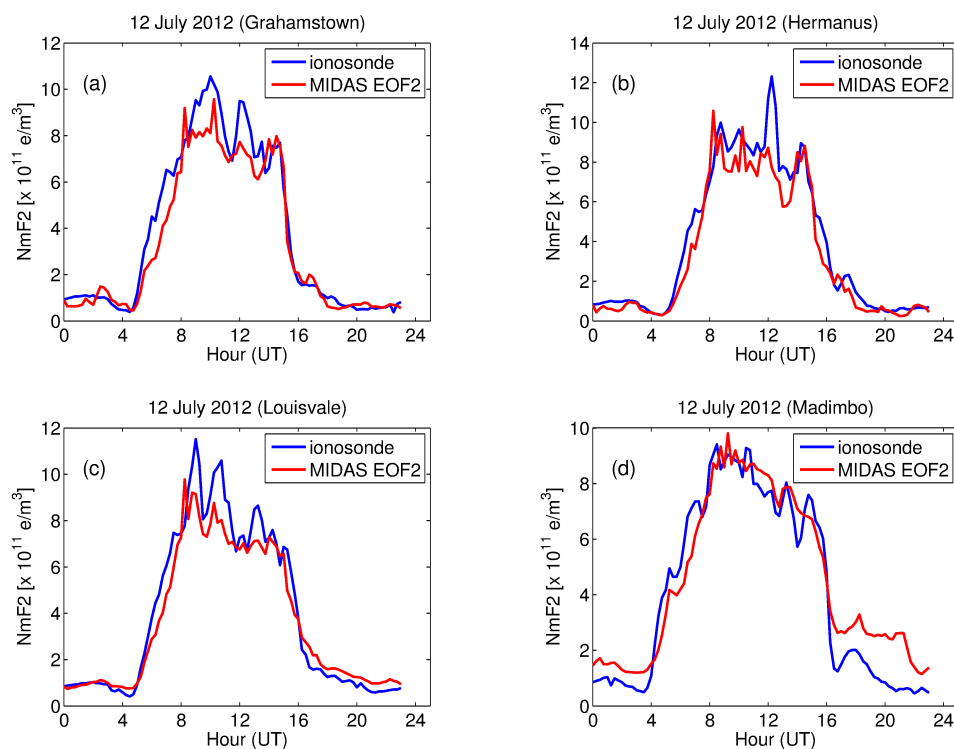 12 July 2012 (Grahamstown)
12
10
8
6
4
2
0
NmF2 [x 10^11 e/m^3]
(a)
ionosonde
MIDAS EOF2
0 4 8 12 16 20 24
Hour (UT)
12 July 2012 (Hermanus)
14
12
10
8
6
4
2
0
NmF2 [x 10^11 e/m^3]
(b)
ionosonde
MIDAS EOF2
0 4 8 12 16 20 24
Hour (UT)
12 July 2012 (Louisvale)
12
10
8
6
4
2
0
NmF2 [x 10^11 e/m^3]
(c)
ionosonde
MIDAS EOF2
0 4 8 12 16 20 24
Hour (UT)
12 July 2012 (Madimbo)
10
8
6
4
2
0
NmF2 [x 10^11 e/m^3]
(d)
ionosonde
MIDAS EOF2
0 4 8 12 16 20 24
Hour (UT)